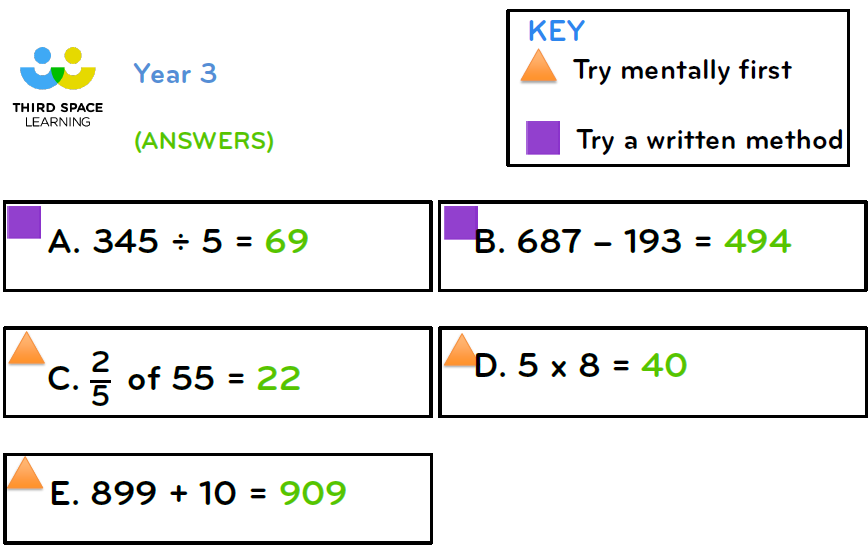 THIRD SPACE
LEARNING
Year 3
(ANSWERS)
KEY
Try mentally first
Try a written method
A. 345 ÷ 5 = 69
B. 687 – 193 = 494
C. 2/5 of 55 = 22
D. 5 x 8 = 40
E. 899 + 10 = 909